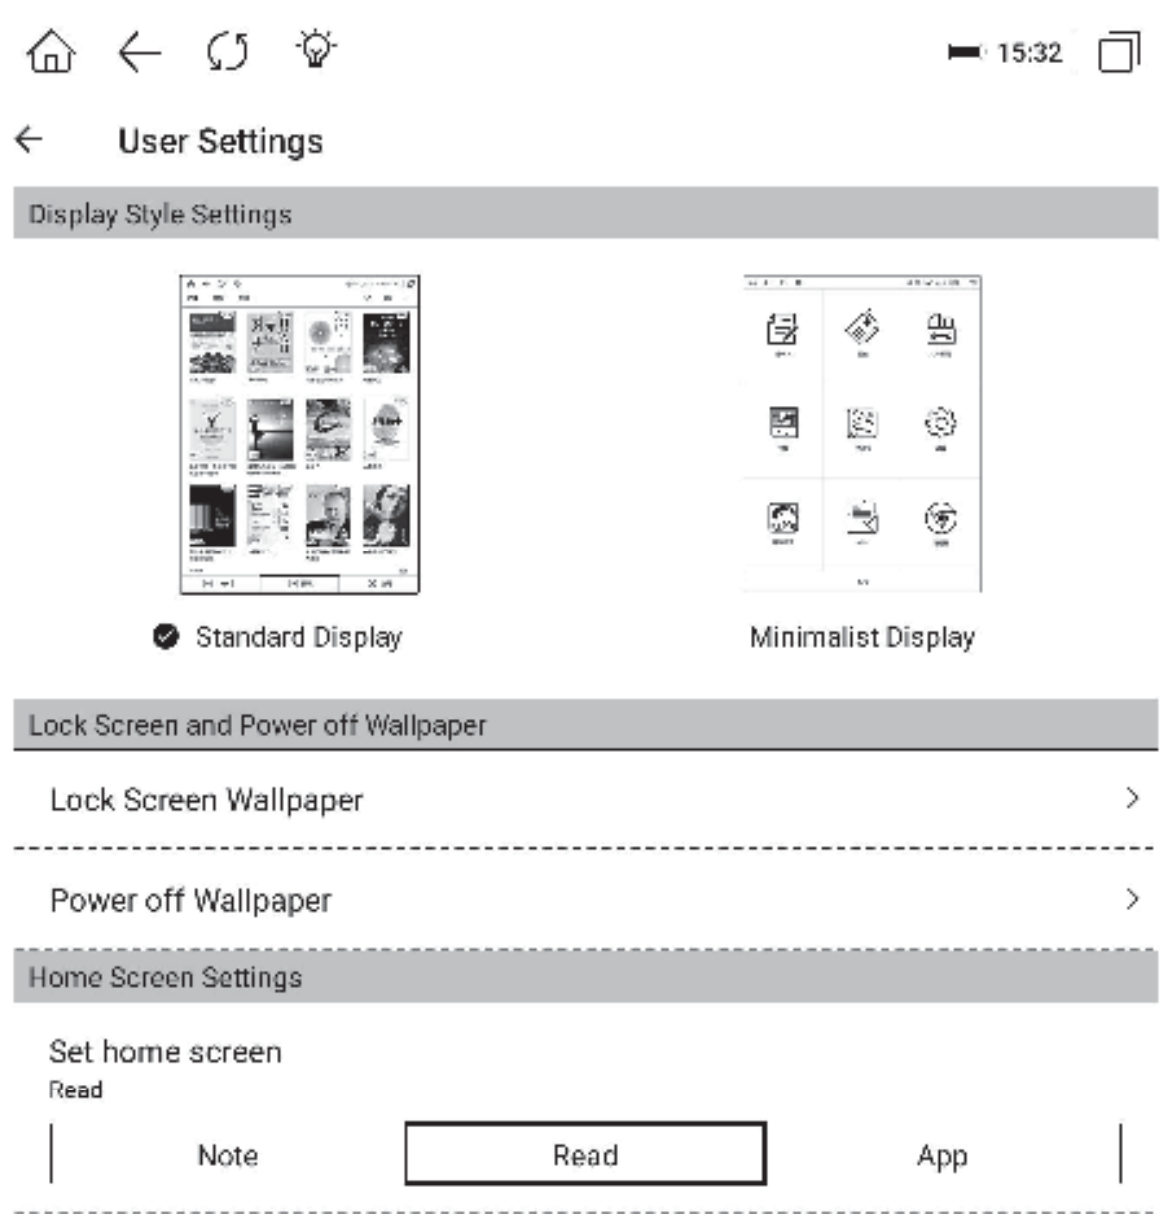 15:32
User Settings
Display Style Settings
Standard Display
Minimalist Display
Lock Screen and Power off Wallpaper
Lock Screen Wallpaper
Power off Wallpaper
Home Screen Settings
Set home screen
Read
Note
Read
App